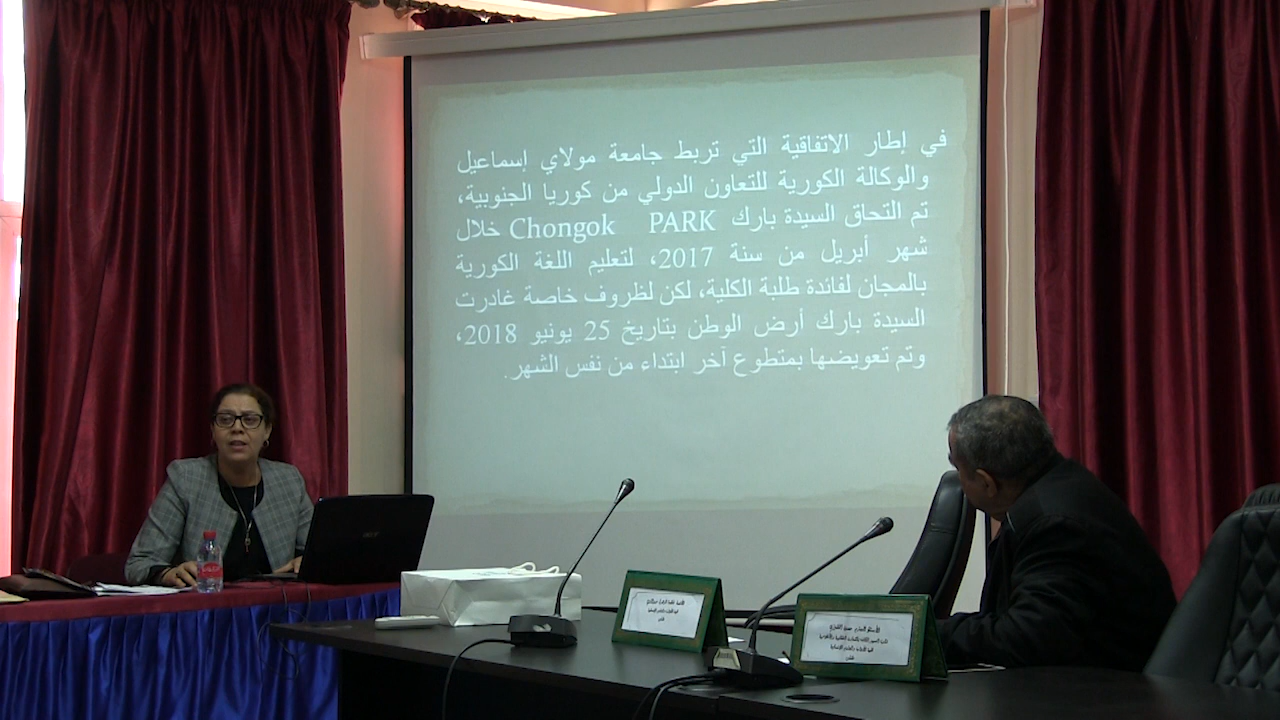 في إطار الاتفاقية التي تربط جامعة مولاي إسماعيل
والوكالة الكورية للتعاون الدولي من كوريا الجنوبية،
تم التحاق السيدة بارك Chongok PARK خلال
شهر أبريل من سنة 2017، لتعليم اللغة الكورية
بالمجان لفائدة طلبة الكلية، لكن لظروف خاصة غادرت
السيدة بارك أرض الوطن بتاريخ 25 يونيو 2018،
وتم تعويضها بمتطوع آخر ابتداء من نفس الشهر.
acer